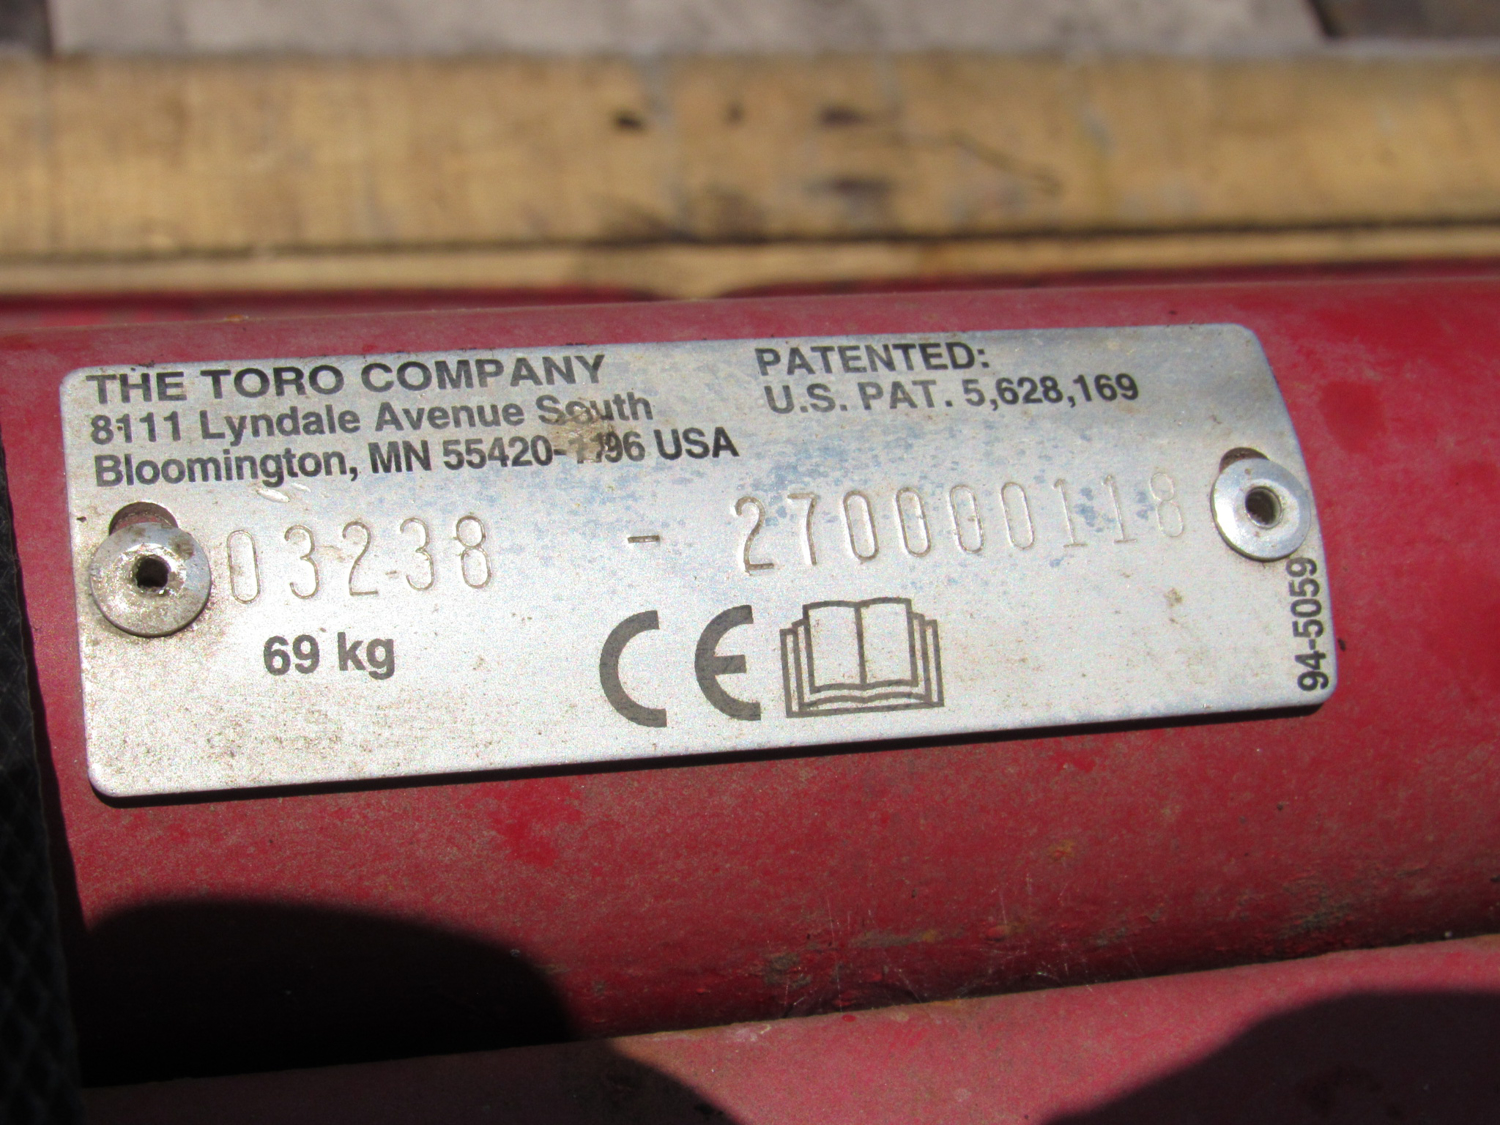 THE TORO COMPANY
8111 Lyndale Avenue South
Bloomington, MN USA
PATENTED:
U.S. PAT. 5,628,169
03238 - 270000118
69 kg
CE
94-5059